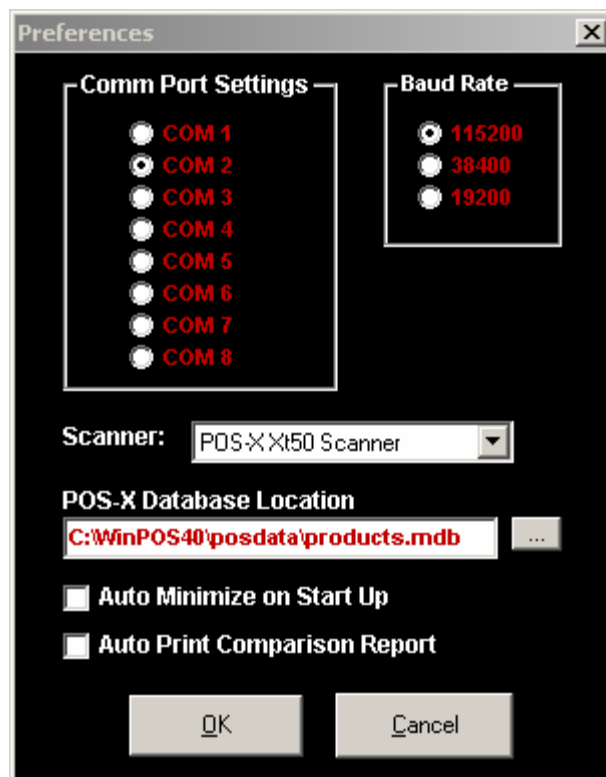 Preferences
Comm Port Settings
COM 1
COM 2
COM 3
COM 4
COM 5
COM 6
COM 7
COM 8
Baud Rate
115200
38400
19200
Scanner: POS-X Xt50 Scanner
POS-X Database Location
C:\WinPOS40\posdata\products.mdb ...
Auto Minimize on Start Up
Auto Print Comparison Report
OK Cancel